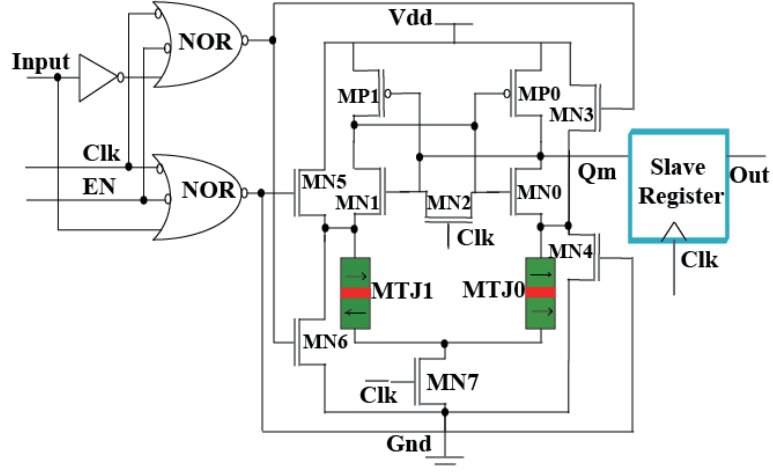 Vdd
NOR
Input
MP1
MP0
MN3
Clk
EN
NOR
MN5
MN1
MN2
MN0
Qm
Slave
Register
Out
Clk
MN4
Clk
MTJ1
MTJ0
MN6
MN7
Clk
Gnd